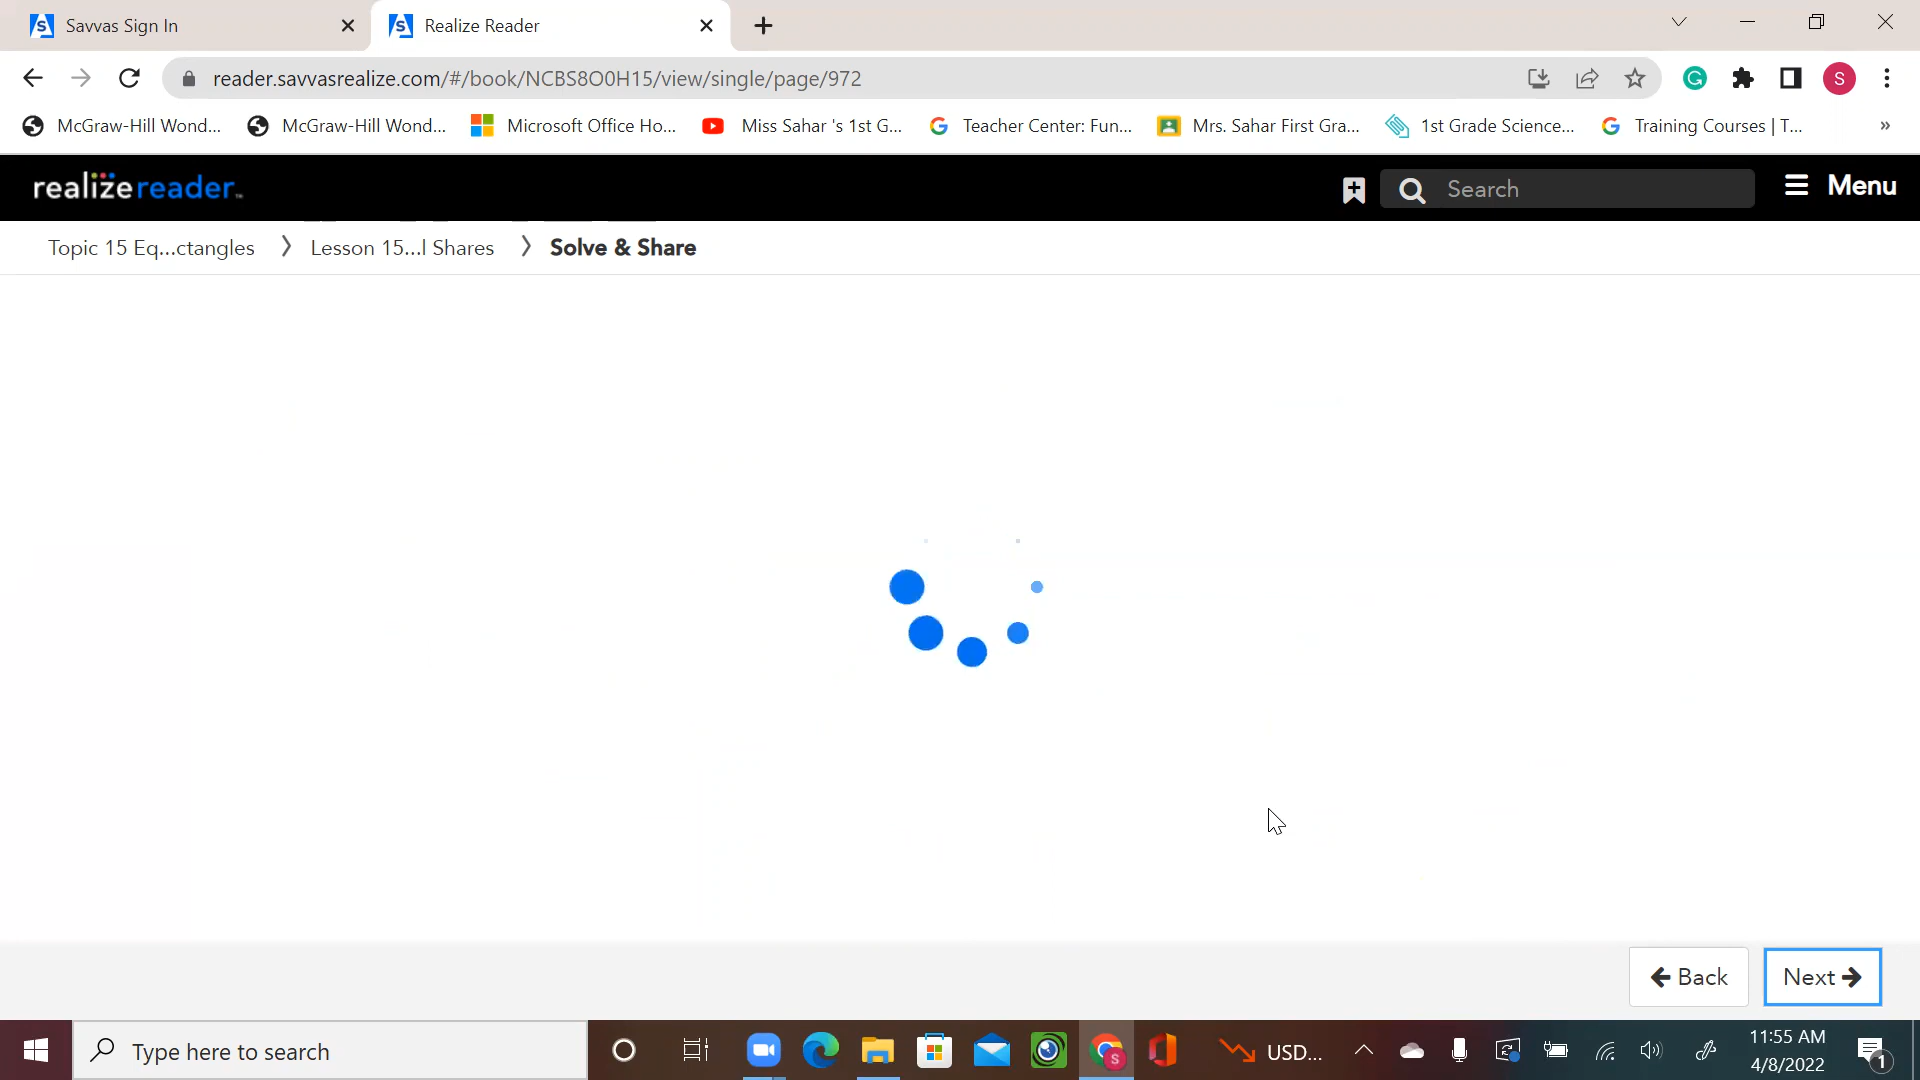 Savvas Sign In
Realize Reader
reader.savvasrealize.com/#/book/NCBS8O0H15/view/single/page/972
S
McGraw-Hill Wond...
McGraw-Hill Wond...
Microsoft Office Ho...
Miss Sahar 's 1st G...
Teacher Center: Fun...
Mrs. Sahar First Gra...
1st Grade Science...
Training Courses | T...
»
realize reader™
Search
Menu
Topic 15 Eq...ctangles
Lesson 15...l Shares
Solve & Share
Back
Next
Type here to search
USD...
11:55 AM
4/8/2022
1